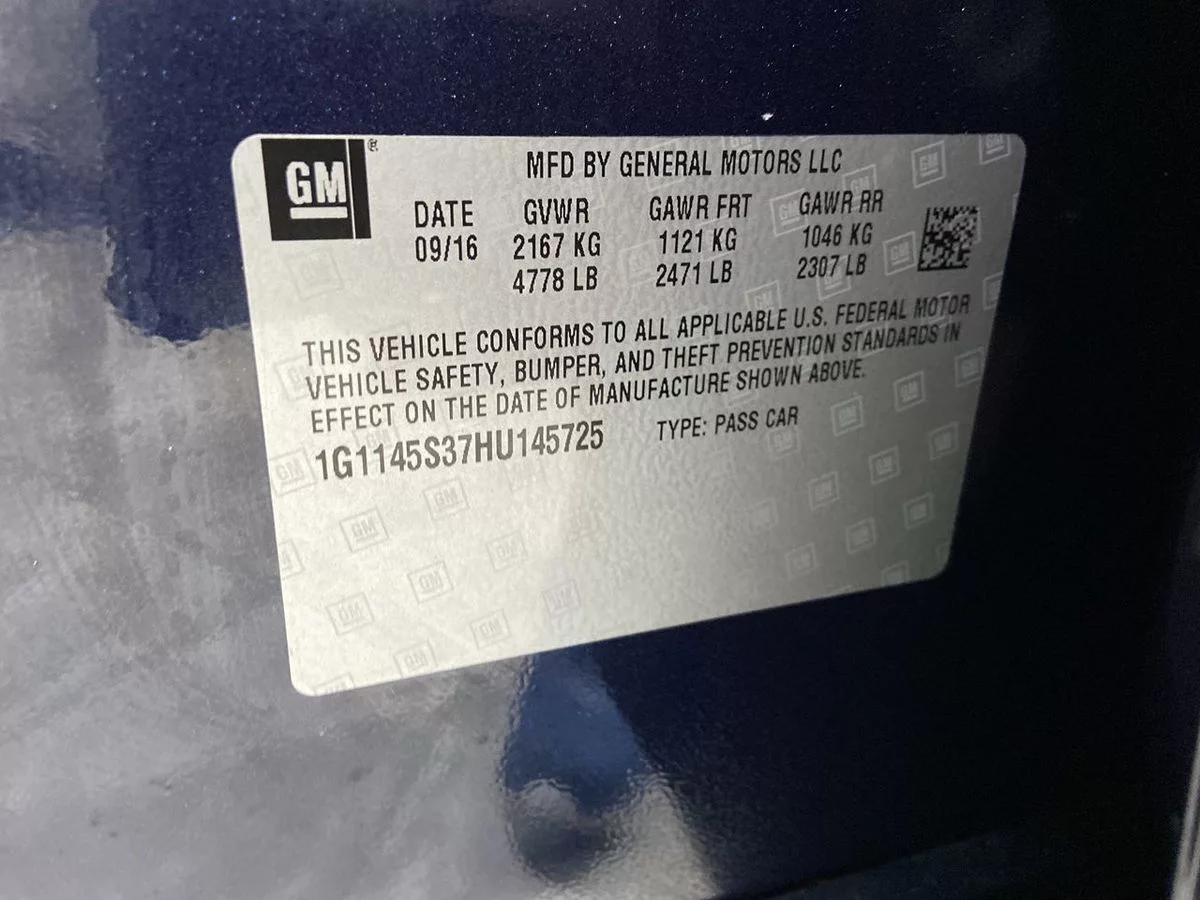 GM ®
MFD BY GENERAL MOTORS LLC
DATE GVWR GAWR FRT GAWR RR
09/16 2167 KG 1121 KG 1046 KG
4778 LB 2471 LB 2307 LB
THIS VEHICLE CONFORMS TO ALL APPLICABLE U.S. FEDERAL MOTOR
VEHICLE SAFETY, BUMPER, AND THEFT PREVENTION STANDARDS IN
EFFECT ON THE DATE OF MANUFACTURE SHOWN ABOVE.
1G1145S37HU145725 TYPE: PASS CAR